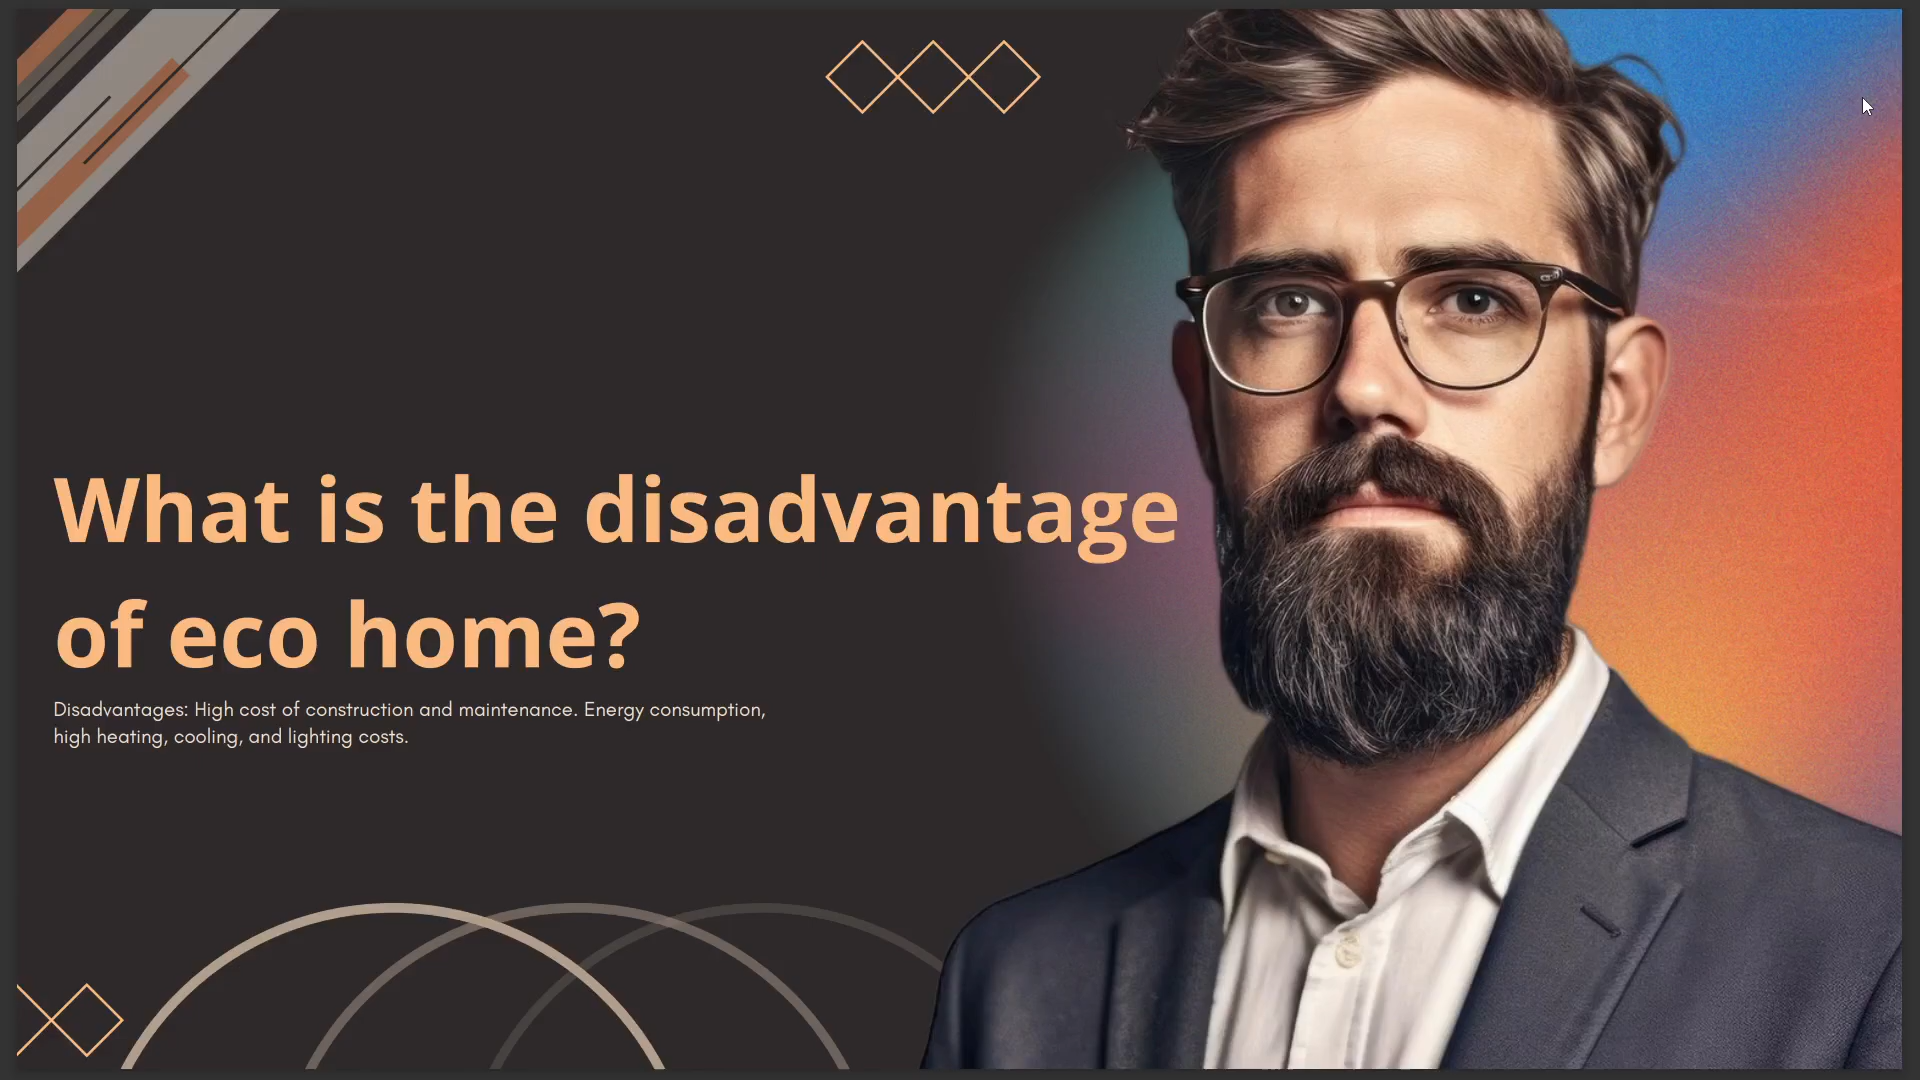 What is the disadvantage
of eco home?
Disadvantages: High cost of construction and maintenance. Energy consumption,
high heating, cooling, and lighting costs.